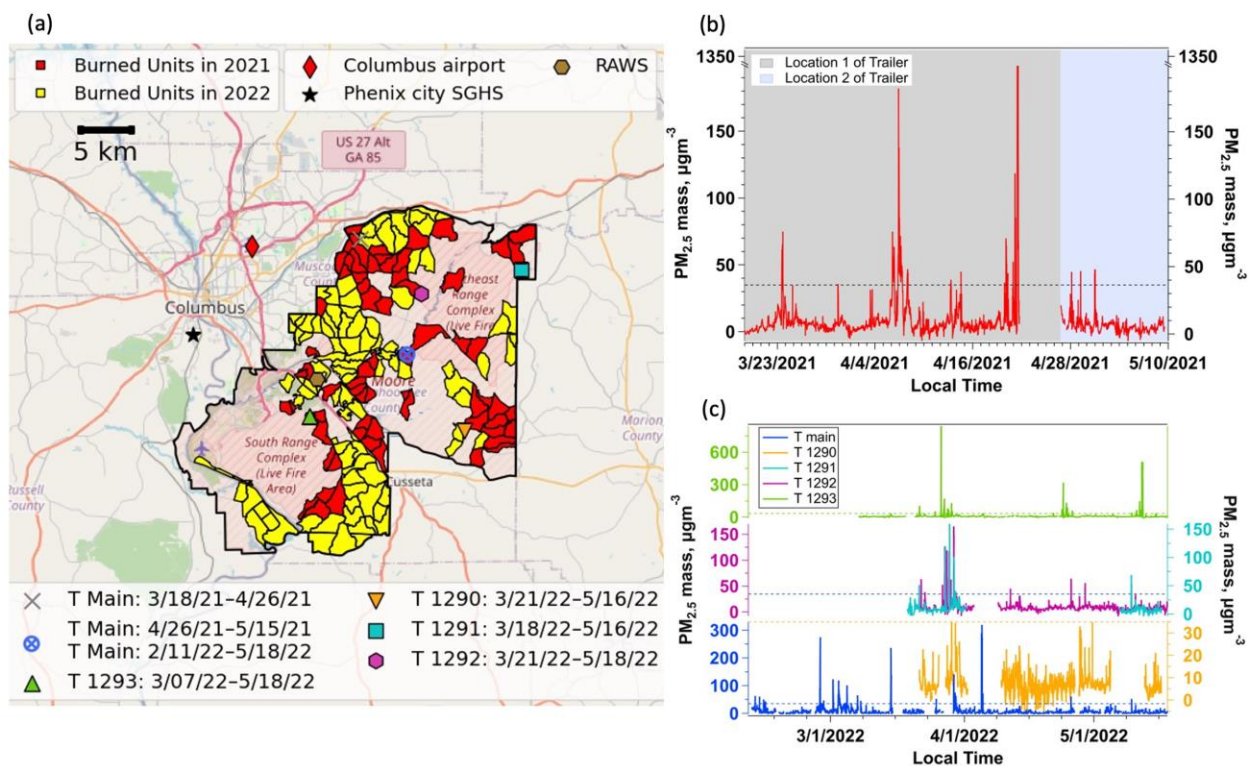 (a)
Burned Units in 2021
Burned Units in 2022
Columbus airport
Phenix city SGHS
RAWS
5 km
US 27 Alt
GA 85
Columbus
theast
Range
Complex
(Live Fire
Moore
County
South Range
Complex
(Live Fire
Area)
Cusseta
Russell
County
Marion
County
T Main: 3/18/21–4/26/21
T Main: 4/26/21–5/15/21
T Main: 2/11/22–5/18/22
T 1293: 3/07/22–5/18/22
T 1290: 3/21/22–5/16/22
T 1291: 3/18/22–5/16/22
T 1292: 3/21/22–5/18/22
(b)
Location 1 of Trailer
Location 2 of Trailer
PM2.5 mass, µgm-3
1350
150
100
50
0
1350
150
100
50
0
PM2.5 mass, µgm-3
3/23/2021 4/4/2021 4/16/2021 4/28/2021 5/10/2021
Local Time
(c)
T main
T 1290
T 1291
T 1292
T 1293
PM2.5 mass, µgm-3
600
300
0
150
100
50
0
150
100
50
0
300
200
100
0
30
20
10
0
PM2.5 mass, µgm-3
3/1/2022 4/1/2022 5/1/2022
Local Time